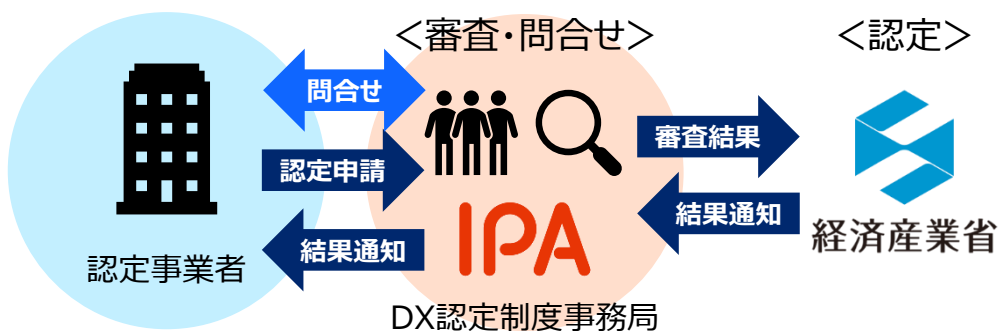 ＜審査・問合せ＞
＜認定＞
問合せ
認定申請
結果通知
審査結果
結果通知
IPA
認定事業者
DX認定制度事務局
経済産業省